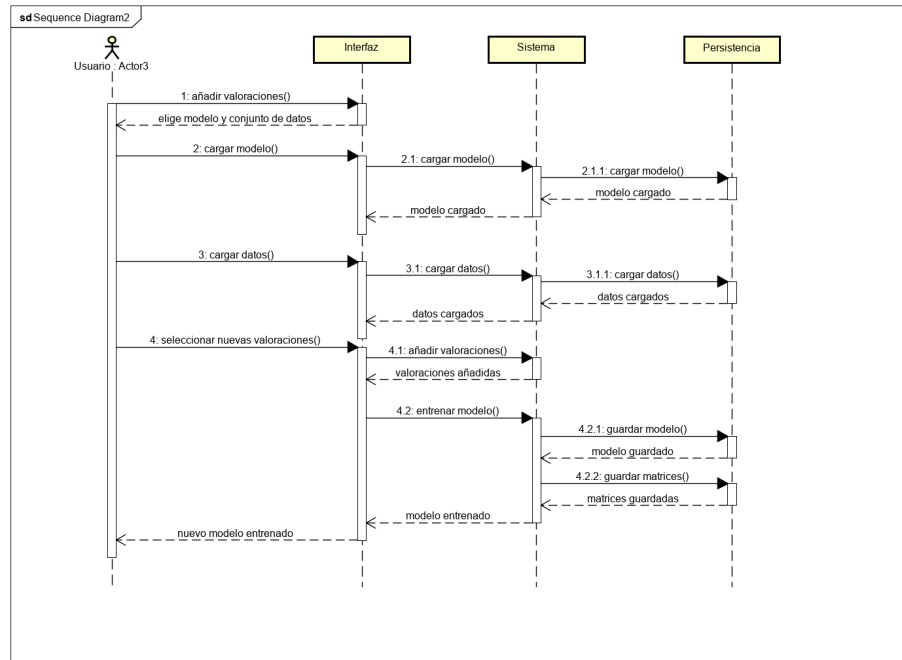 sd Sequence Diagram2
Usuario : Actor3
Interfaz
Sistema
Persistencia
1: añadir valoraciones()
elige modelo y conjunto de datos
2: cargar modelo()
2.1: cargar modelo()
2.1.1: cargar modelo()
modelo cargado
modelo cargado
3: cargar datos()
3.1: cargar datos()
3.1.1: cargar datos()
datos cargados
datos cargados
4: seleccionar nuevas valoraciones()
4.1: añadir valoraciones()
valoraciones añadidas
4.2: entrenar modelo()
4.2.1: guardar modelo()
modelo guardado
4.2.2: guardar matrices()
matrices guardadas
modelo entrenado
nuevo modelo entrenado